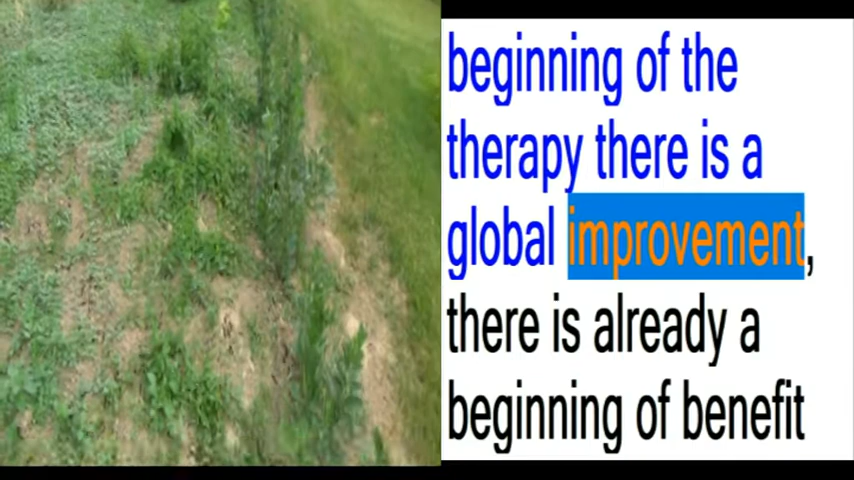 beginning of the
therapy there is a
global improvement,
there is already a
beginning of benefit